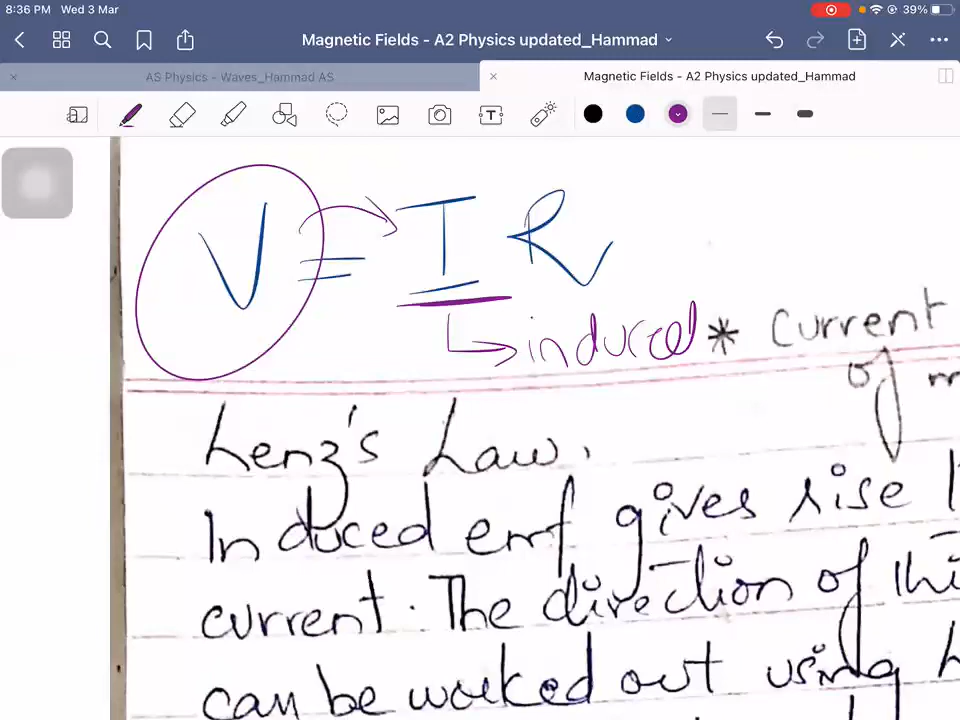 8:36 PM Wed 3 Mar 39%
Magnetic Fields - A2 Physics updated_Hammad
AS Physics - Waves_Hammad AS
Magnetic Fields - A2 Physics updated_Hammad
V = I R
induced * Current
of
Lenz's Law.
Induced emf gives rise
current. The direction of thi
can be worked out using